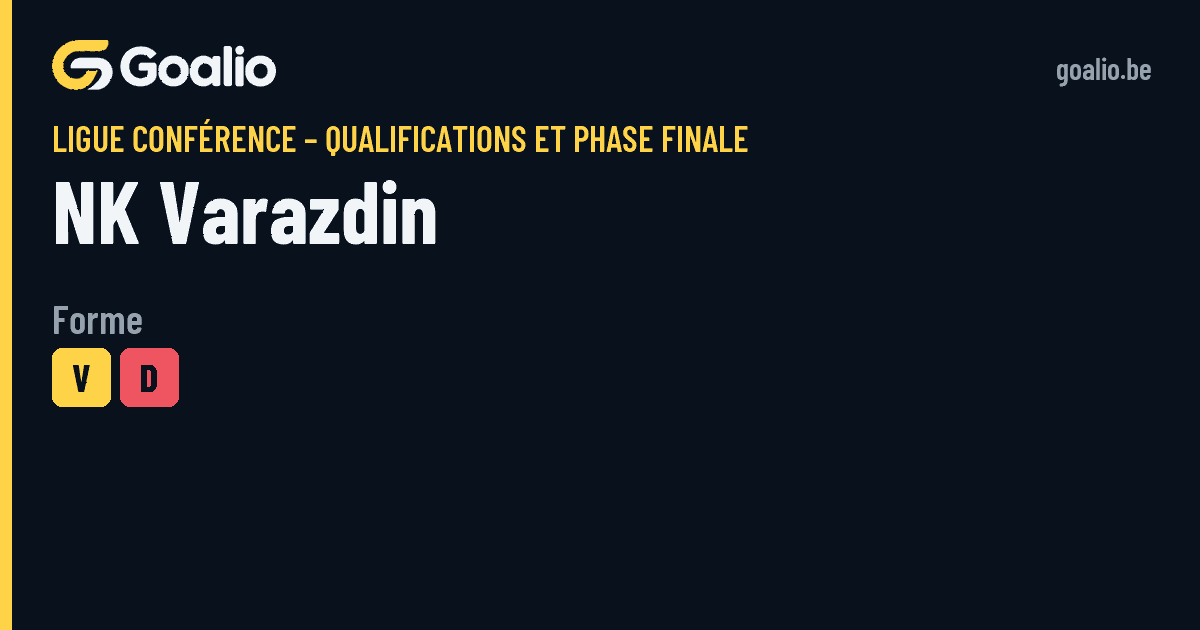 Goalio
goalio.be
LIGUE CONFÉRENCE – QUALIFICATIONS ET PHASE FINALE
NK Varazdin
Forme
V D